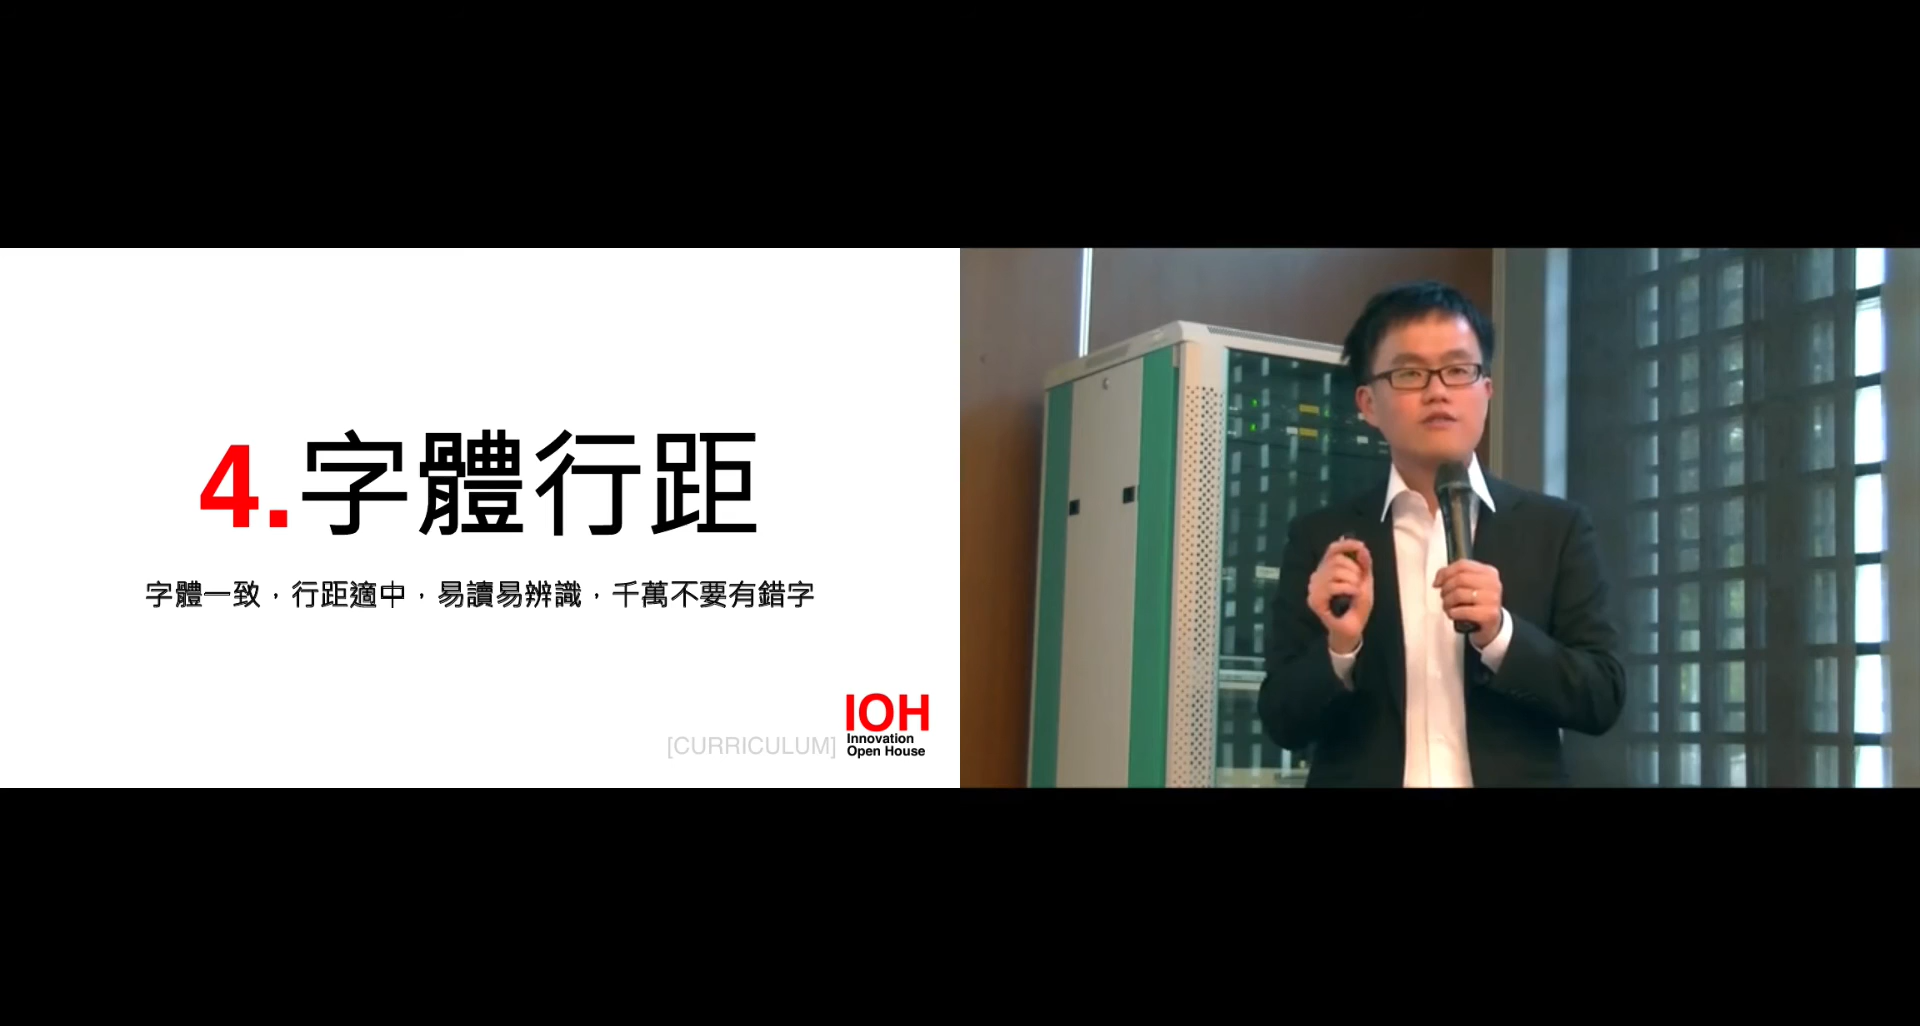 4.字體行距
字體一致，行距適中，易讀易辨識，千萬不要有錯字
[CURRICULUM]
IOH
Innovation
Open House